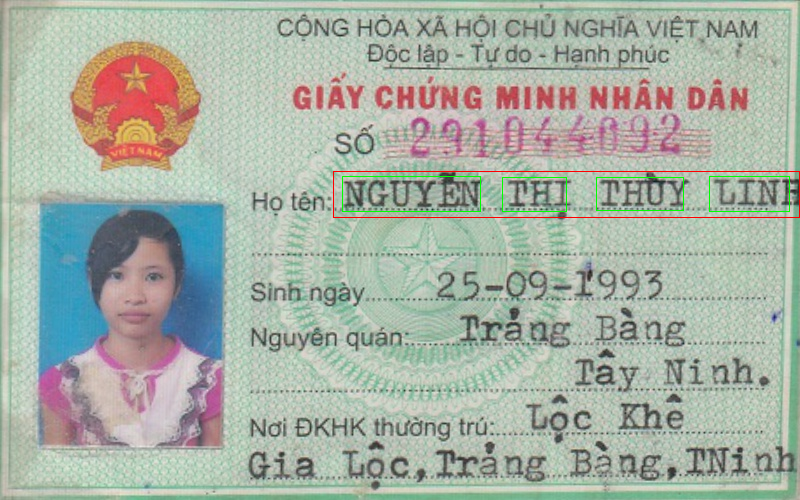 CỘNG HÒA XÃ HỘI CHỦ NGHĨA VIỆT NAM
Độc lập - Tự do - Hạnh phúc
GIẤY CHỨNG MINH NHÂN DÂN
SỐ 291044092
Họ tên: NGUYỄN THỊ THÙY LINH
Sinh ngày 25-09-1993
Nguyên quán: Trảng Bàng
Tây Ninh.
Nơi ĐKHK thường trú: Lộc Khê
Gia Lộc, Trảng Bàng, TNinh
VIỆT NAM